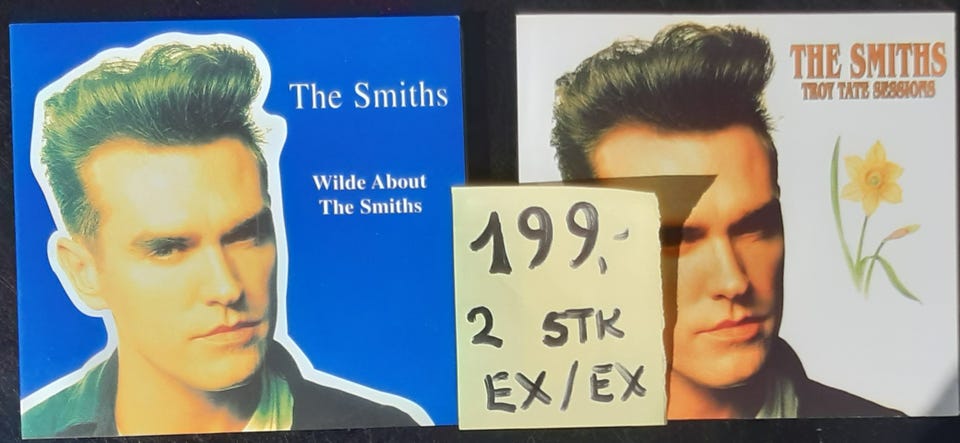 The Smiths
Wilde About
The Smiths
THE SMITHS
TROY TATE SESSIONS
199,-
2 STK
EX/EX